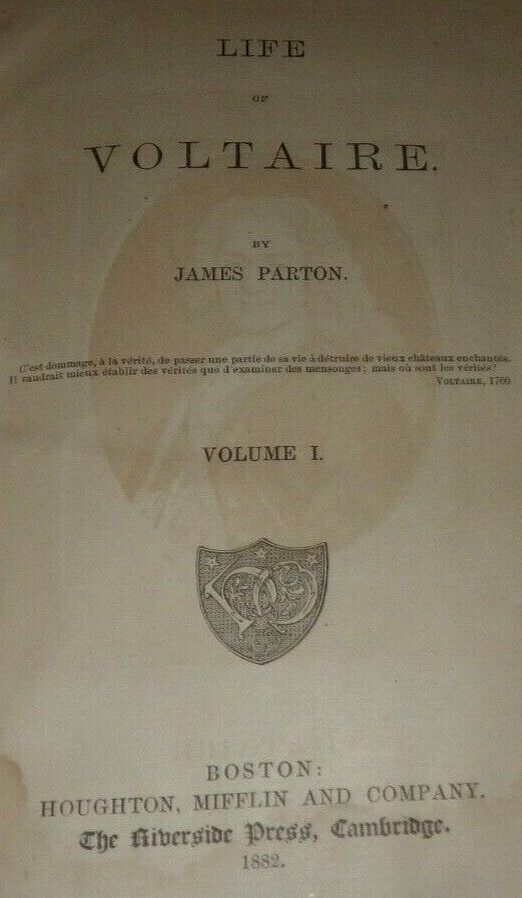 LIFE
OF
VOLTAIRE.
BY
JAMES PARTON.
C'est dommage, à la vérité, de passer une partie de sa vie à détruire de vieux châteaux enchantés.
Il vaudrait mieux établir des vérités que d'examiner des mensonges; mais où sont les vérités?
VOLTAIRE, 1760
VOLUME I.
BOSTON:
HOUGHTON, MIFFLIN AND COMPANY.
The Riverside Press, Cambridge.
1882.